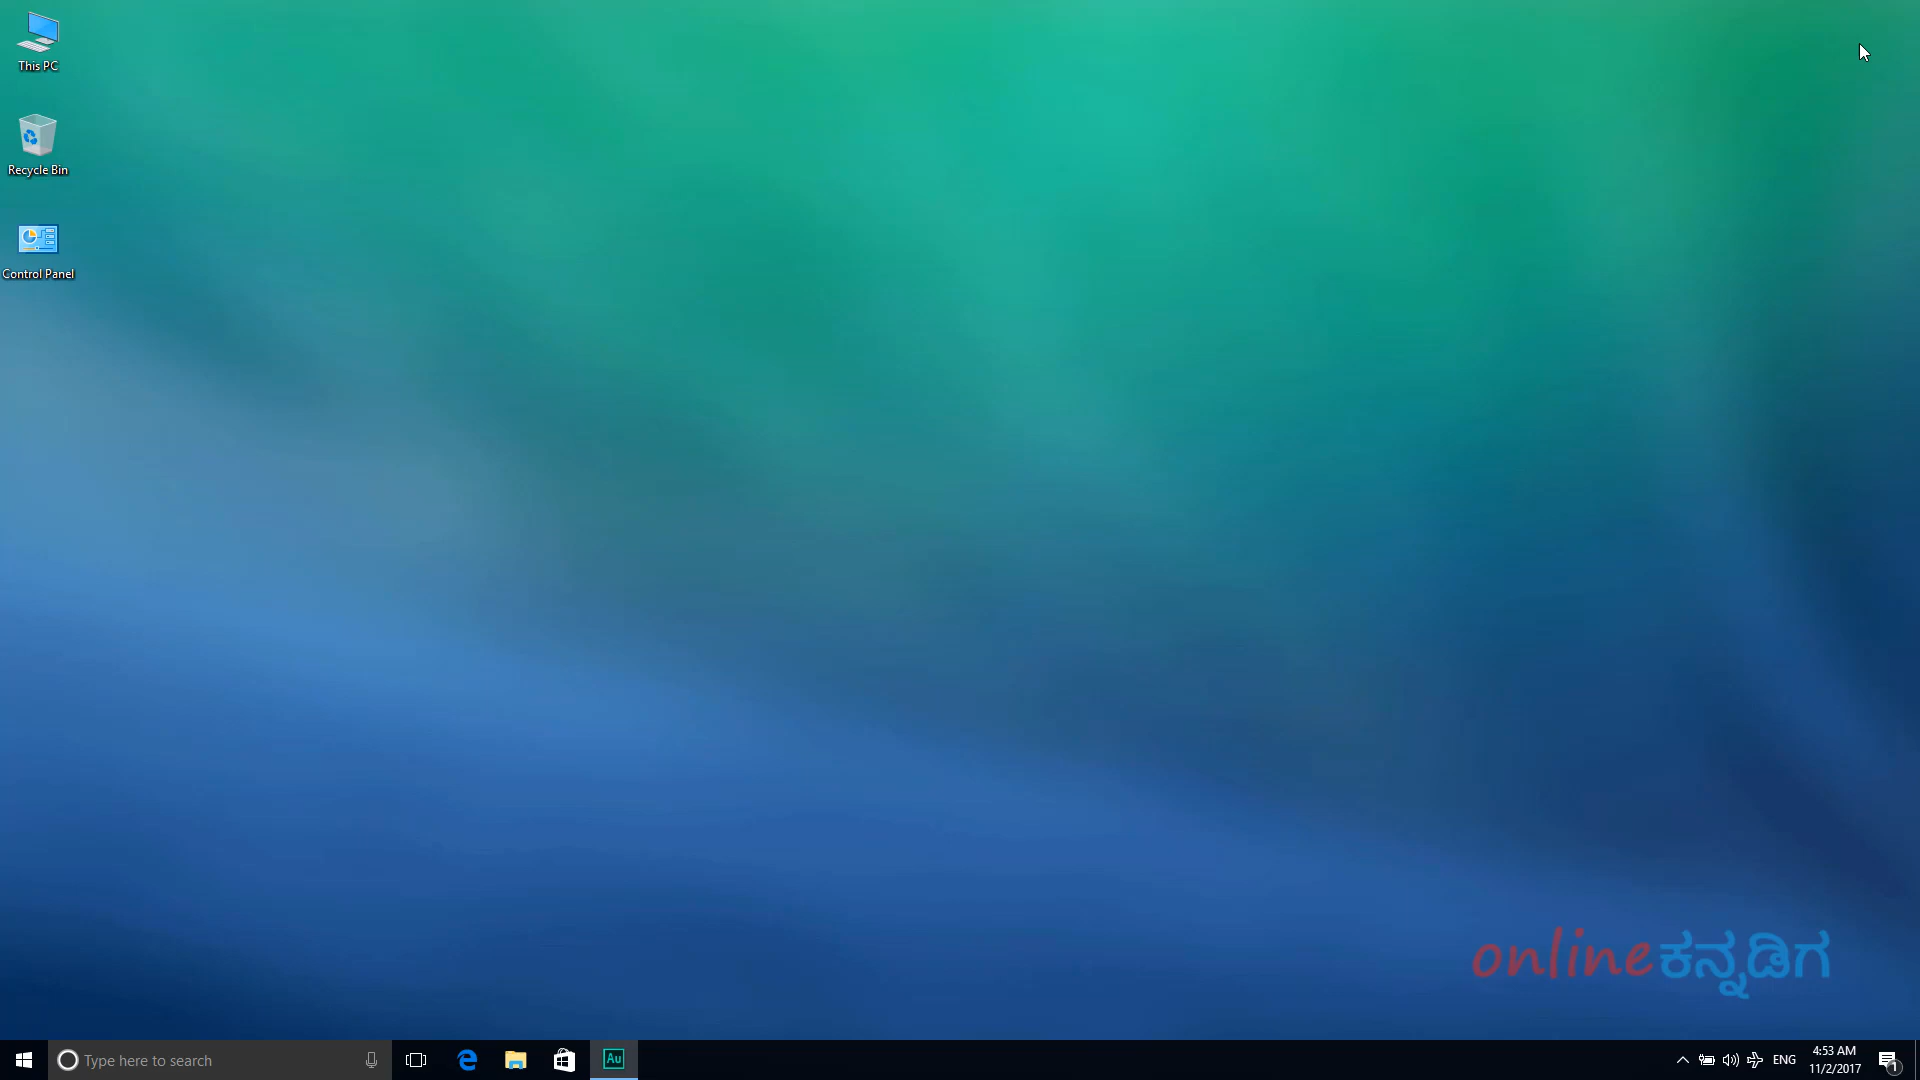 This PC
Recycle Bin
Control Panel
onlineಕನ್ನಡಿಗ
Type here to search
Au
ENG
4:53 AM
11/2/2017
1